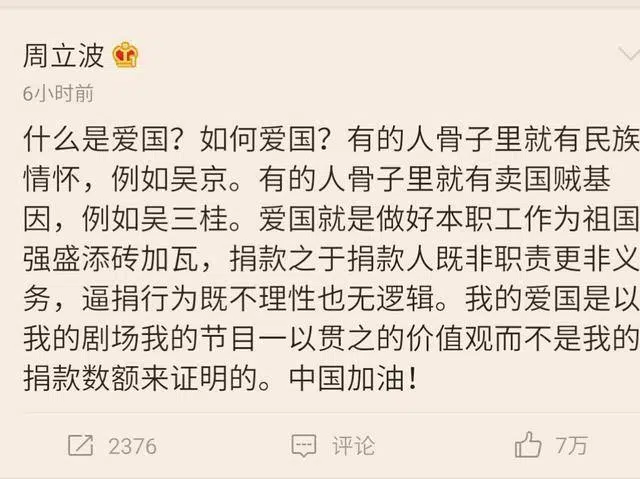 周立波
6小时前
什么是爱国？如何爱国？有的人骨子里就有民族
情怀，例如吴京。有的人骨子里就有卖国贼基
因，例如吴三桂。爱国就是做好本职工作为祖国
强盛添砖加瓦，捐款之于捐款人既非职责更非义
务，逼捐行为既不理性也无逻辑。我的爱国是以
我的剧场我的节目一以贯之的价值观而不是我的
捐款数额来证明的。中国加油！
2376 评论 7万